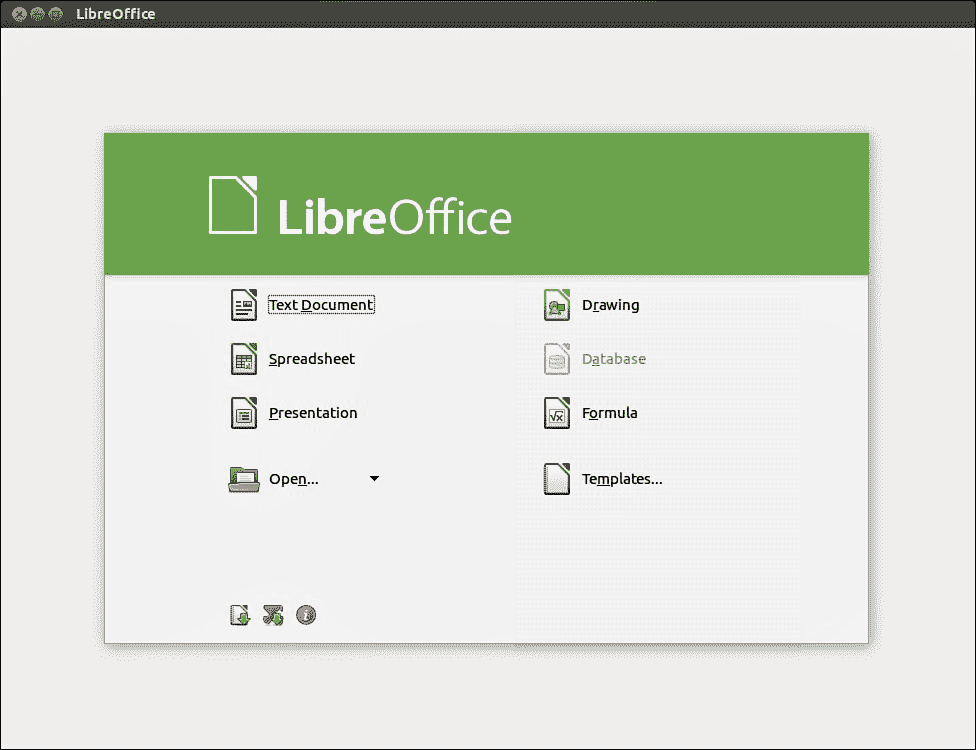 LibreOffice
LibreOffice
Text Document
Drawing
Spreadsheet
Database
Presentation
Formula
Open...
Templates...